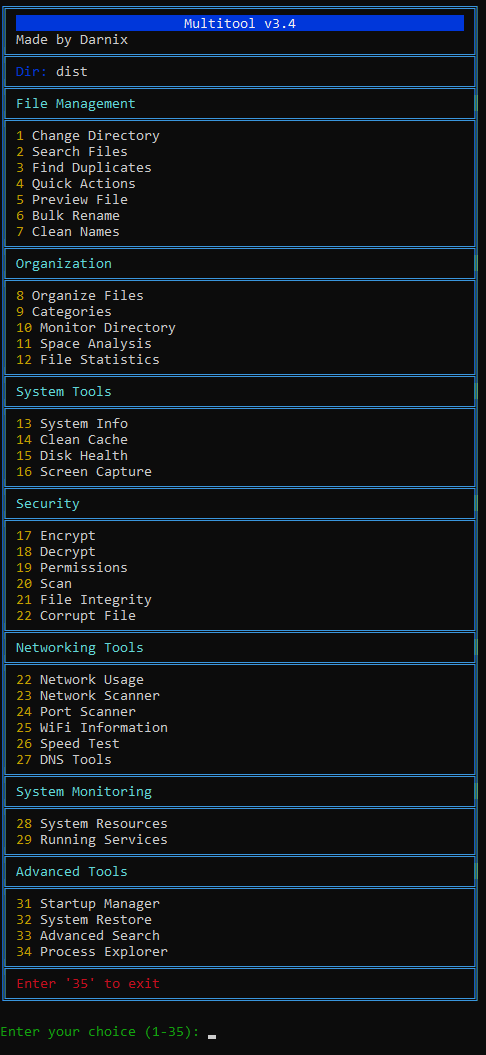 Multitool v3.4
Made by Darnix
Dir: dist
File Management
1 Change Directory
2 Search Files
3 Find Duplicates
4 Quick Actions
5 Preview File
6 Bulk Rename
7 Clean Names
Organization
8 Organize Files
9 Categories
10 Monitor Directory
11 Space Analysis
12 File Statistics
System Tools
13 System Info
14 Clean Cache
15 Disk Health
16 Screen Capture
Security
17 Encrypt
18 Decrypt
19 Permissions
20 Scan
21 File Integrity
22 Corrupt File
Networking Tools
22 Network Usage
23 Network Scanner
24 Port Scanner
25 WiFi Information
26 Speed Test
27 DNS Tools
System Monitoring
28 System Resources
29 Running Services
Advanced Tools
31 Startup Manager
32 System Restore
33 Advanced Search
34 Process Explorer
Enter '35' to exit
Enter your choice (1-35):